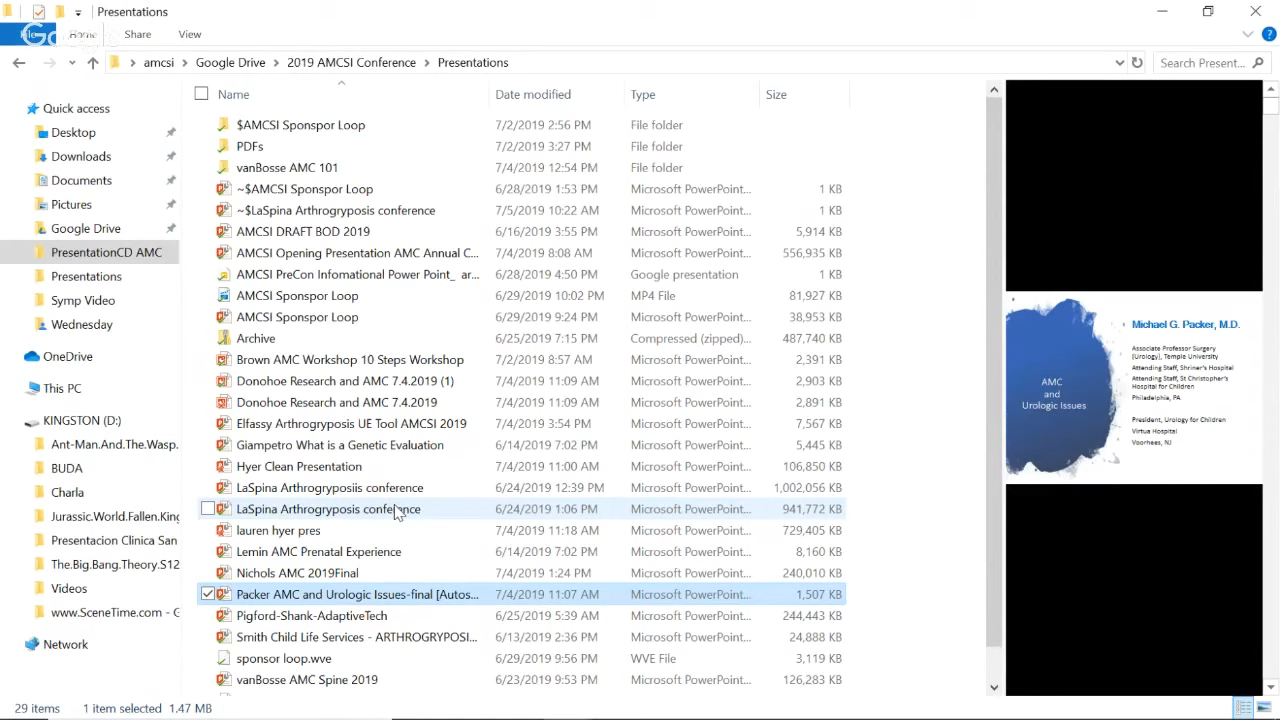 Presentations
File Home Share View
Google
amcsi > Google Drive > 2019 AMCSI Conference > Presentations
Search Present...
Name Date modified Type Size
Quick access
Desktop
Downloads
Documents
Pictures
Google Drive
PresentationCD AMC
Presentations
Symp Video
Wednesday
OneDrive
This PC
KINGSTON (D:)
Ant-Man.And.The.Wasp.
BUDA
Charla
Jurassic.World.Fallen.King
Presentacion Clinica San
The.Big.Bang.Theory.S12
Videos
www.SceneTime.com - G
Network
$AMCSI Sponspor Loop 7/2/2019 2:56 PM File folder
PDFs 7/2/2019 3:27 PM File folder
vanBosse AMC 101 7/4/2019 12:54 PM File folder
~$AMCSI Sponspor Loop 6/28/2019 1:53 PM Microsoft PowerPoint... 1 KB
~$LaSpina Arthrogryposis conference 7/5/2019 10:22 AM Microsoft PowerPoint... 1 KB
AMCSI DRAFT BOD 2019 6/16/2019 3:55 PM Microsoft PowerPoint... 5,914 KB
AMCSI Opening Presentation AMC Annual C... 7/4/2019 8:08 AM Microsoft PowerPoint... 556,935 KB
AMCSI PreCon Infomational Power Point_ ar... 6/28/2019 4:50 PM Google presentation 1 KB
AMCSI Sponspor Loop 6/29/2019 10:02 PM MP4 File 81,927 KB
AMCSI Sponspor Loop 6/29/2019 9:24 PM Microsoft PowerPoint... 38,953 KB
Archive 6/28/2019 7:15 PM Compressed (zipped)... 487,740 KB
Brown AMC Workshop 10 Steps Workshop 7/2/2019 8:57 AM Microsoft PowerPoint... 2,391 KB
Donohoe Research and AMC 7.4.2019f 7/4/2019 11:09 AM Microsoft PowerPoint... 2,903 KB
Donohoe Research and AMC 7.4.2019f 7/4/2019 11:09 AM Microsoft PowerPoint... 2,891 KB
Elfassy Arthrogryposis UL tol AMCSI 2019 3:54 PM Microsoft PowerPoint... 7,567 KB
Giampetro What is a Genetic Evaluation 2:02 PM Microsoft PowerPoint... 5,445 KB
Hyer Clean Presentation 7/4/2019 11:00 AM Microsoft PowerPoint... 106,850 KB
LaSpina Arthrogryposis conference 6/24/2019 12:39 PM Microsoft PowerPoint... 1,002,056 KB
LaSpina Arthrogryposis conference 6/24/2019 1:06 PM Microsoft PowerPoint... 941,772 KB
lauren hyer pres 7/4/2019 11:18 AM Microsoft PowerPoint... 729,405 KB
Lemin AMC Prenatal Experience 6/14/2019 7:02 PM Microsoft PowerPoint... 8,160 KB
Nichols AMC 2019Final 7/4/2019 1:24 PM Microsoft PowerPoint... 240,010 KB
Packer AMC and Urologic Issues-final [Autos... 7/4/2019 11:07 AM Microsoft PowerPoint... 1,507 KB
Pigford-Shank-AdaptiveTech 6/25/2019 5:39 AM Microsoft PowerPoint... 244,443 KB
Smith Child Life Services - ARTHROGRYPOSI... 6/13/2019 2:36 PM Microsoft PowerPoint... 24,888 KB
sponsor loop.wve 6/29/2019 9:56 PM WVE File 3,119 KB
vanBosse AMC Spine 2019 6/23/2019 9:53 PM Microsoft PowerPoint... 126,283 KB
AMC
and
Urologic Issues
Michael G. Packer, M.D.
Associate Professor Surgery
(Urology), Temple University
Attending Staff, Shriner's Hospital
Attending Staff, St Christopher's
Hospital for Children
Philadelphia, PA
President, Urology for Children
Virtua Hospital
Voorhees, NJ
29 items 1 item selected 1.47 MB